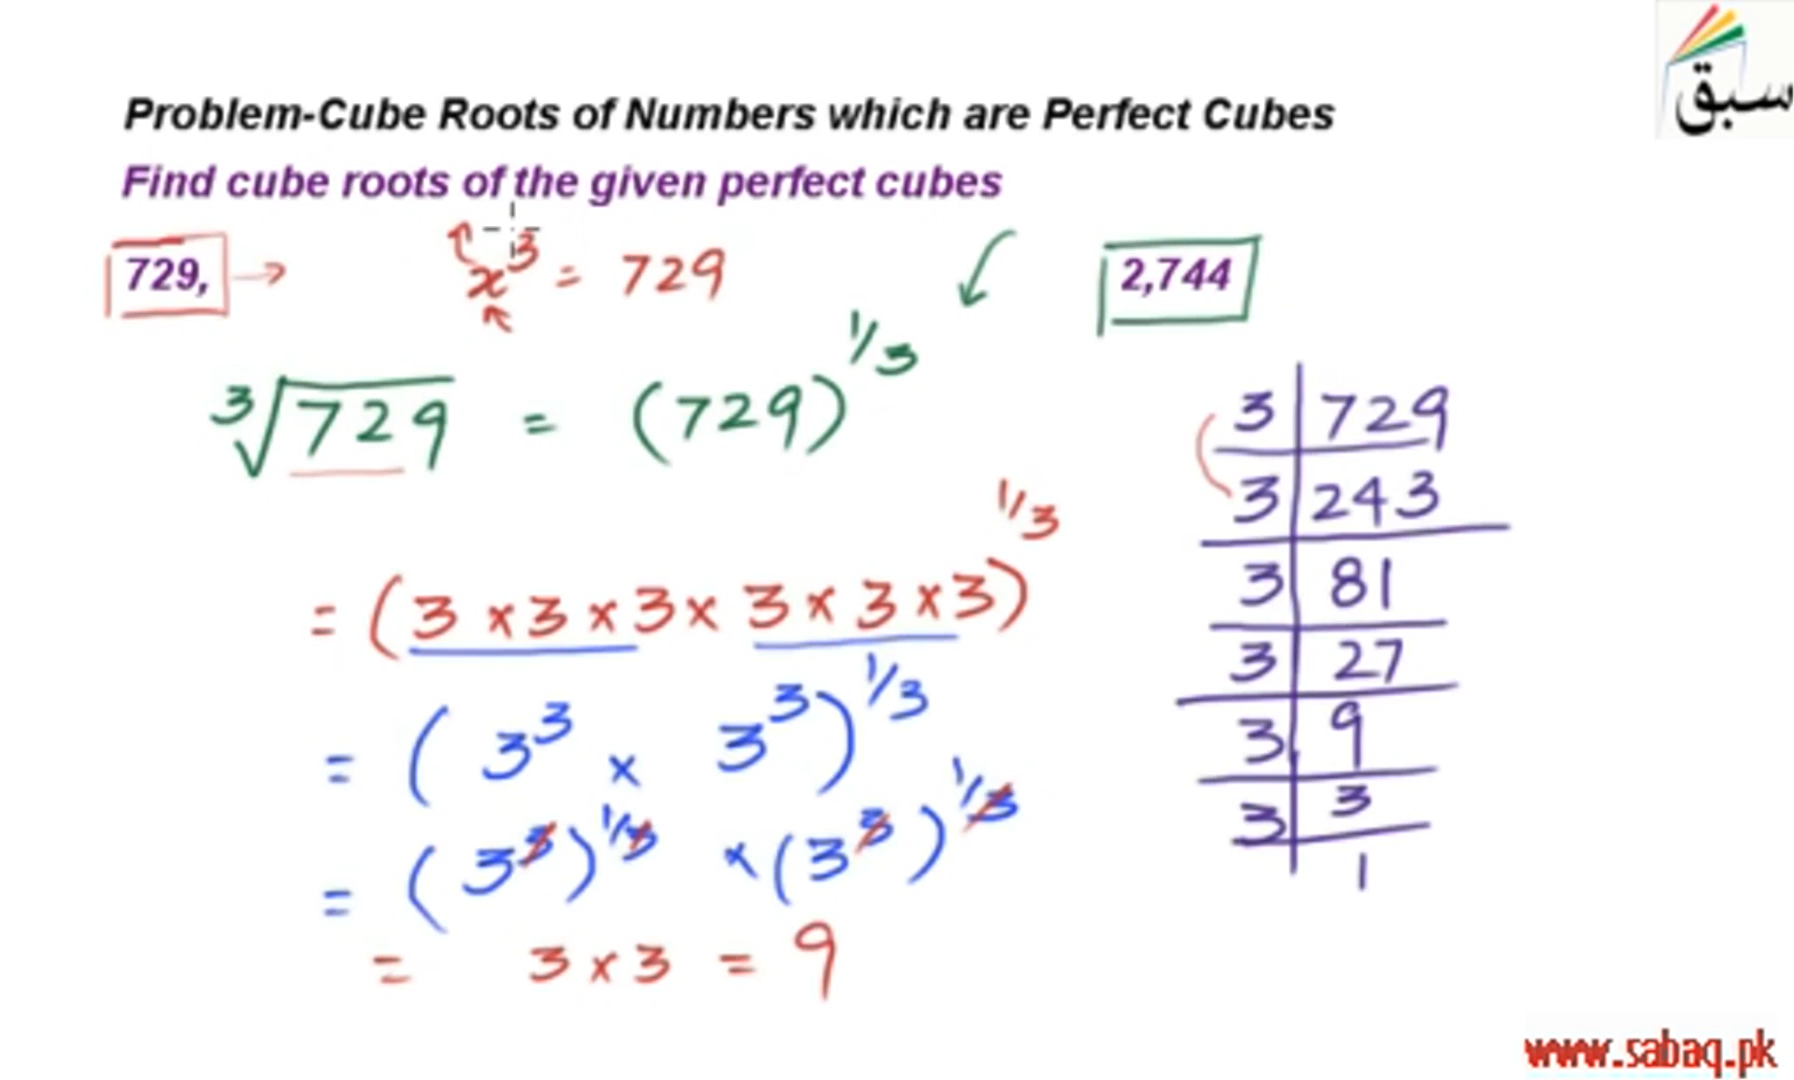 سبق
Problem-Cube Roots of Numbers which are Perfect Cubes
Find cube roots of the given perfect cubes
729, → x³ = 729
2,744
³√729 = (729)^1/3
= (3 × 3 × 3 × 3 × 3 × 3)^1/3
= (3³ × 3³)^1/3
= (3³)^1/3 × (3³)^1/3
= 3 × 3 = 9
3 | 729
3 | 243
3 | 81
3 | 27
3 | 9
3 | 3
1
www.sabaq.pk